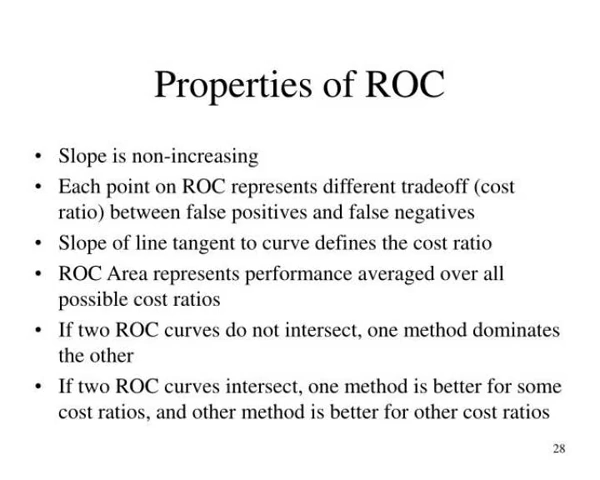 Properties of ROC
• Slope is non-increasing
• Each point on ROC represents different tradeoff (cost
ratio) between false positives and false negatives
• Slope of line tangent to curve defines the cost ratio
• ROC Area represents performance averaged over all
possible cost ratios
• If two ROC curves do not intersect, one method dominates
the other
• If two ROC curves intersect, one method is better for some
cost ratios, and other method is better for other cost ratios
28